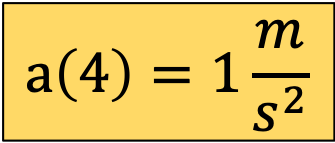 a(4) = 1 m/s²